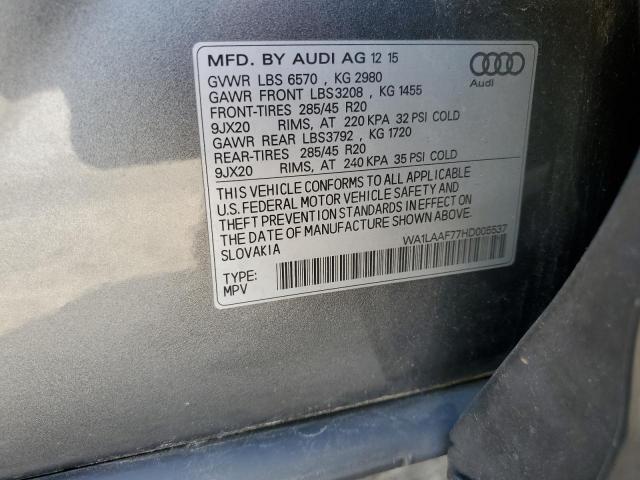 MFD. BY AUDI AG 12 15
GVWR LBS 6570 , KG 2980
GAWR FRONT LBS3208 , KG 1455
FRONT-TIRES 285/45 R20
9JX20 RIMS, AT 220 KPA 32 PSI COLD
GAWR REAR LBS3792 , KG 1720
REAR-TIRES 285/45 R20
9JX20 RIMS, AT 240 KPA 35 PSI COLD
Audi
THIS VEHICLE CONFORMS TO ALL APPLICABLE
U.S. FEDERAL MOTOR VEHICLE SAFETY AND
THEFT PREVENTION STANDARDS IN EFFECT ON
THE DATE OF MANUFACTURE SHOWN ABOVE.
SLOVAKIA
WA1LAAF77HD005537
TYPE:
MPV